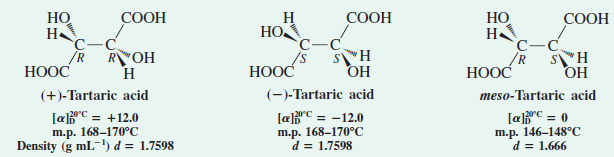 HO COOH
H
C–C
R R OH
HOOC H
(+)-Tartaric acid
[α]D20°C = +12.0
m.p. 168–170°C
Density (g mL−1) d = 1.7598
H COOH
HO
C–C
S S H
HOOC OH
(−)-Tartaric acid
[α]D20°C = −12.0
m.p. 168–170°C
d = 1.7598
HO COOH
H
C–C
R S H
HOOC OH
meso-Tartaric acid
[α]D20°C = 0
m.p. 146–148°C
d = 1.666